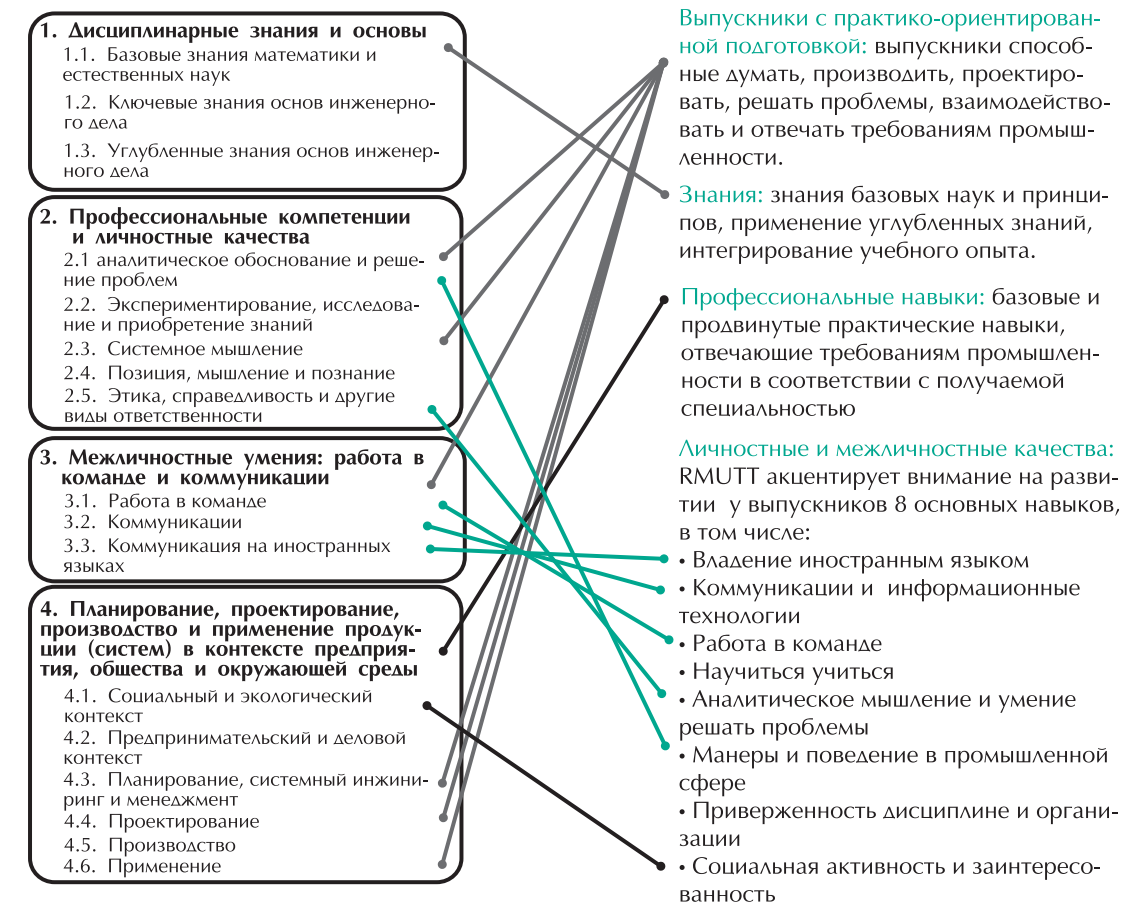 1. Дисциплинарные знания и основы
1.1. Базовые знания математики и
естественных наук
1.2. Ключевые знания основ инженерно-
го дела
1.3. Углубленные знания основ инженер-
ного дела
2. Профессиональные компетенции
и личностные качества
2.1 аналитическое обоснование и реше-
ние проблем
2.2. Экспериментирование, исследова-
ние и приобретение знаний
2.3. Системное мышление
2.4. Позиция, мышление и познание
2.5. Этика, справедливость и другие
виды ответственности
3. Межличностные умения: работа в
команде и коммуникации
3.1. Работа в команде
3.2. Коммуникации
3.3. Коммуникация на иностранных
языках
4. Планирование, проектирование,
производство и применение продук-
ции (систем) в контексте предприя-
тия, общества и окружающей среды
4.1. Социальный и экологический
контекст
4.2. Предпринимательский и деловой
контекст
4.3. Планирование, системный инжини-
ринг и менеджмент
4.4. Проектирование
4.5. Производство
4.6. Применение
Выпускники с практико-ориентирован-
ной подготовкой: выпускники способ-
ные думать, производить, проектиро-
вать, решать проблемы, взаимодейство-
вать и отвечать требованиям промыш-
ленности.
Знания: знания базовых наук и принци-
пов, применение углубленных знаний,
интегрирование учебного опыта.
Профессиональные навыки: базовые и
продвинутые практические навыки,
отвечающие требованиям промышлен-
ности в соответствии с получаемой
специальностью
Личностные и межличностные качества:
RMUTT акцентирует внимание на разви-
тии у выпускников 8 основных навыков,
в том числе:
• Владение иностранным языком
• Коммуникации и информационные
технологии
• Работа в команде
• Научиться учиться
• Аналитическое мышление и умение
решать проблемы
• Манеры и поведение в промышленной
сфере
• Приверженность дисциплине и органи-
зации
• Социальная активность и заинтересо-
ванность